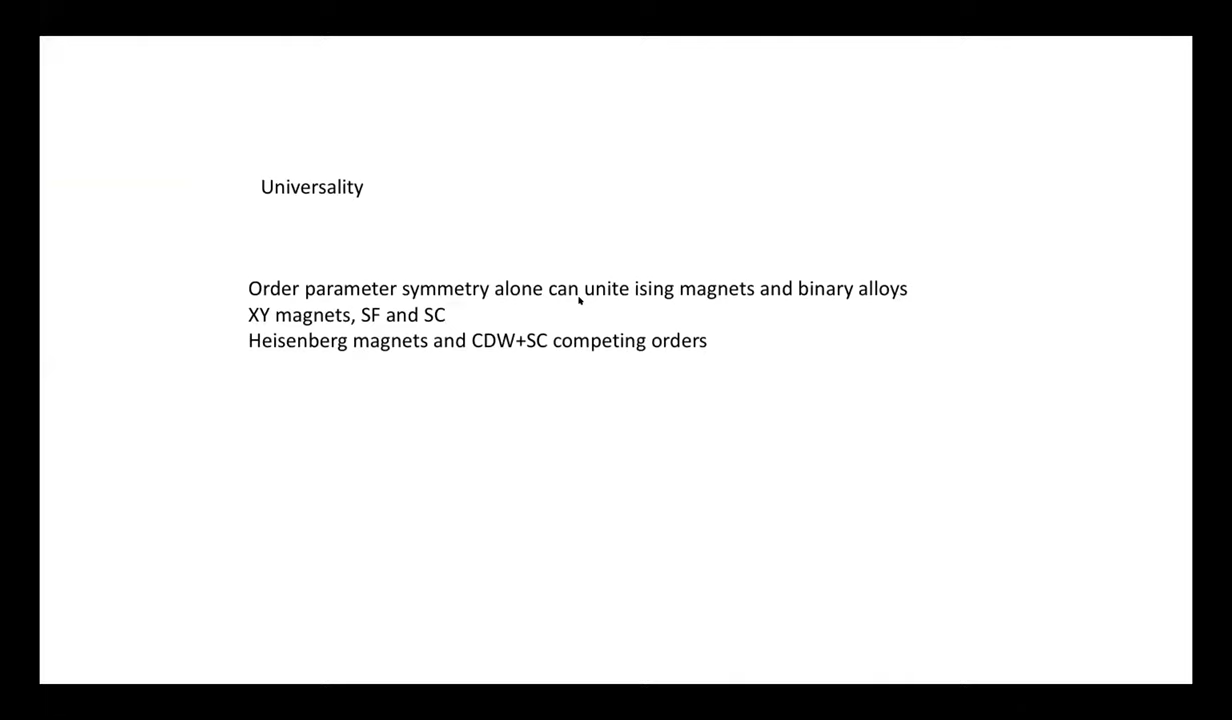 Universality
Order parameter symmetry alone can unite ising magnets and binary alloys
XY magnets, SF and SC
Heisenberg magnets and CDW+SC competing orders